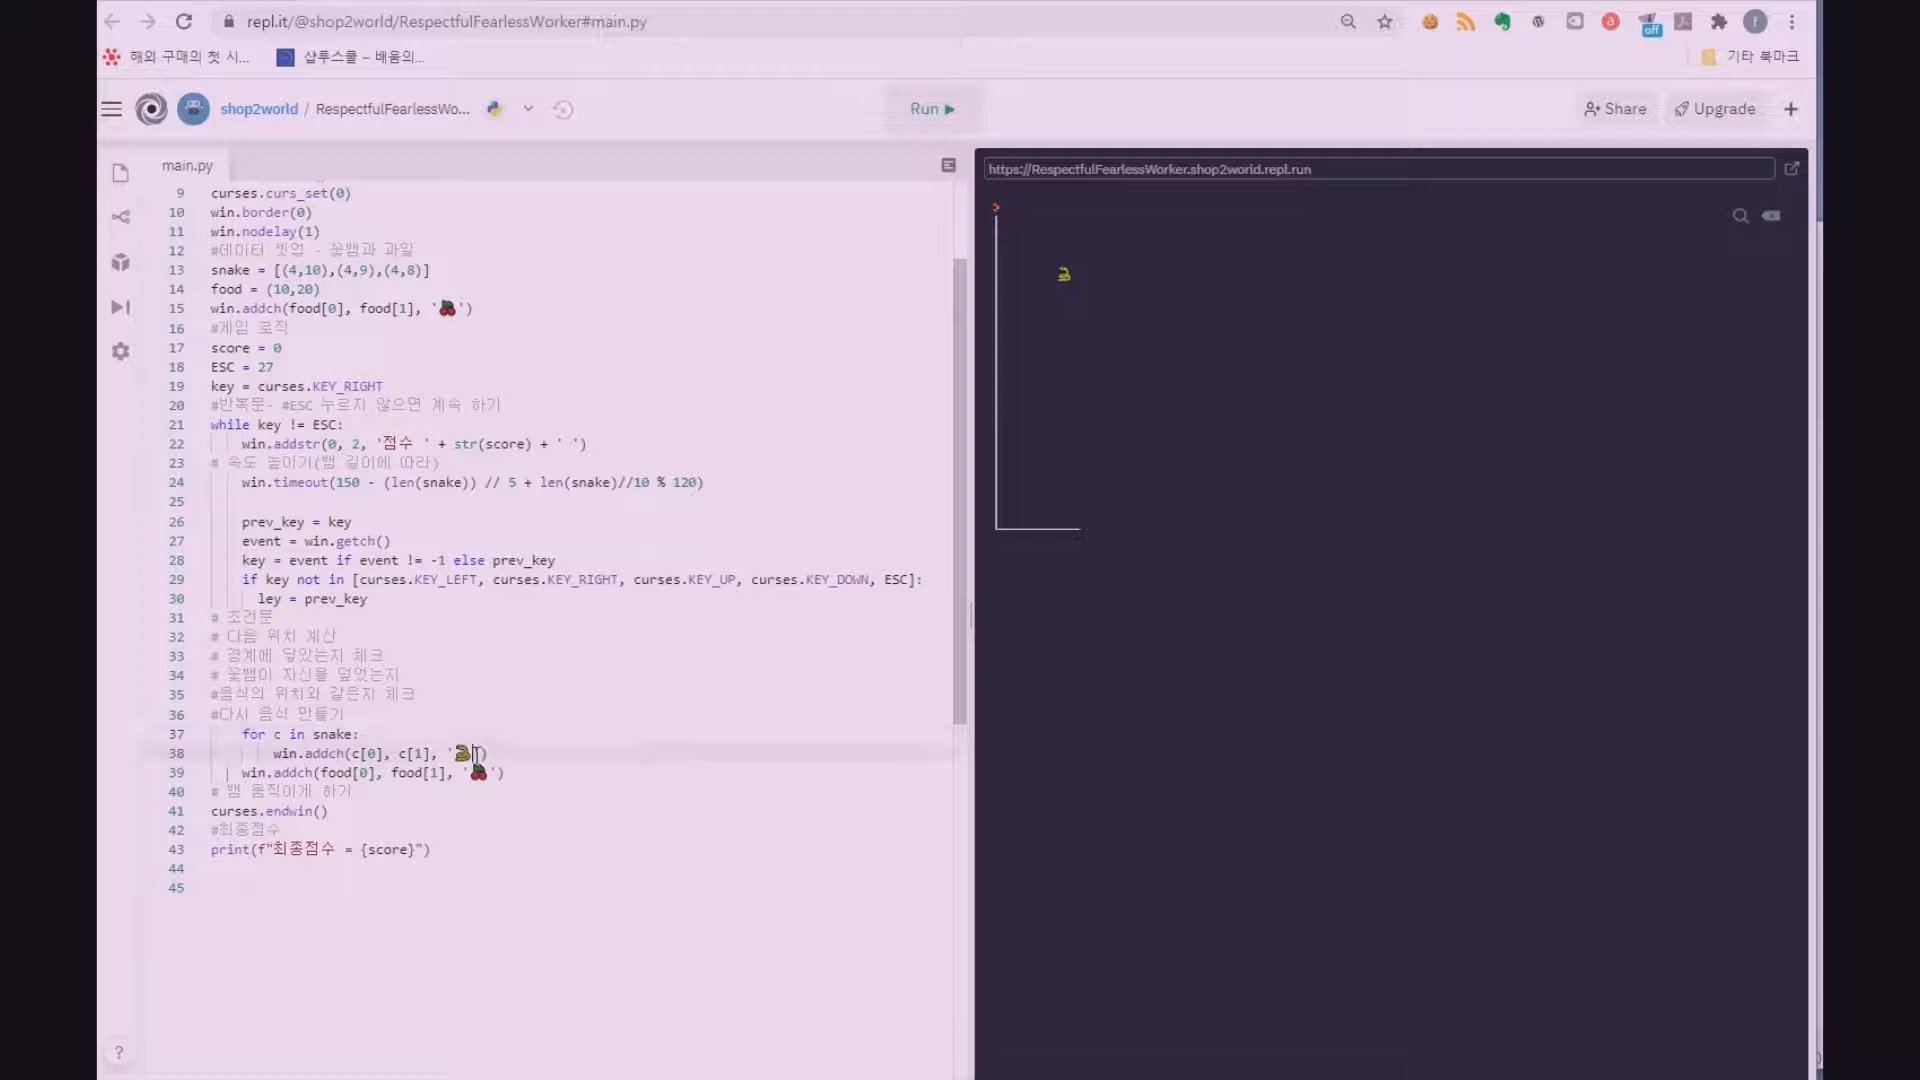 repl.it/@shop2world/RespectfulFearlessWorker#main.py
off
f
해외 구매의 첫 시...
샵투스쿨 – 배움의...
기타 북마크
shop2world / RespectfulFearlessWo...
Run ▶
Share
Upgrade
+
main.py
https://RespectfulFearlessWorker.shop2world.repl.run
>
9 curses.curs_set(0)
10 win.border(0)
11 win.nodelay(1)
12 #데이터 셋업 - 꽃뱀과 과일
13 snake = [(4,10),(4,9),(4,8)]
14 food = (10,20)
15 win.addch(food[0], food[1], '🍒')
16 #게임 로직
17 score = 0
18 ESC = 27
19 key = curses.KEY_RIGHT
20 #반복문- #ESC 누르지 않으면 계속 하기
21 while key != ESC:
22 win.addstr(0, 2, '점수 ' + str(score) + ' ')
23 # 속도 높이기(뱀 길이에 따라)
24 win.timeout(150 - (len(snake)) // 5 + len(snake)//10 % 120)
25
26 prev_key = key
27 event = win.getch()
28 key = event if event != -1 else prev_key
29 if key not in [curses.KEY_LEFT, curses.KEY_RIGHT, curses.KEY_UP, curses.KEY_DOWN, ESC]:
30 ley = prev_key
31 # 조건문
32 # 다음 위치 계산
33 # 경계에 닿았는지 체크
34 # 꽃뱀이 자신을 덮었는지
35 #음식의 위치와 같은지 체크
36 #다시 음식 만들기
37 for c in snake:
38 win.addch(c[0], c[1], '🐍')
39 win.addch(food[0], food[1], '🍒')
40 # 뱀 움직이게 하기
41 curses.endwin()
42 #최종점수
43 print(f"최종점수 = {score}")
44
45
?